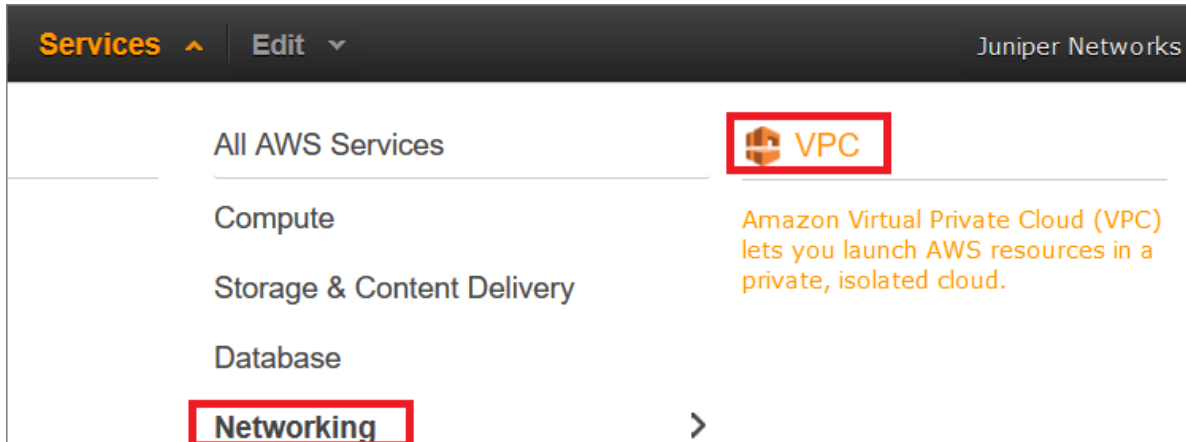 Services Edit Juniper Networks
All AWS Services
VPC
Compute
Storage & Content Delivery
Database
Networking
Amazon Virtual Private Cloud (VPC)
lets you launch AWS resources in a
private, isolated cloud.